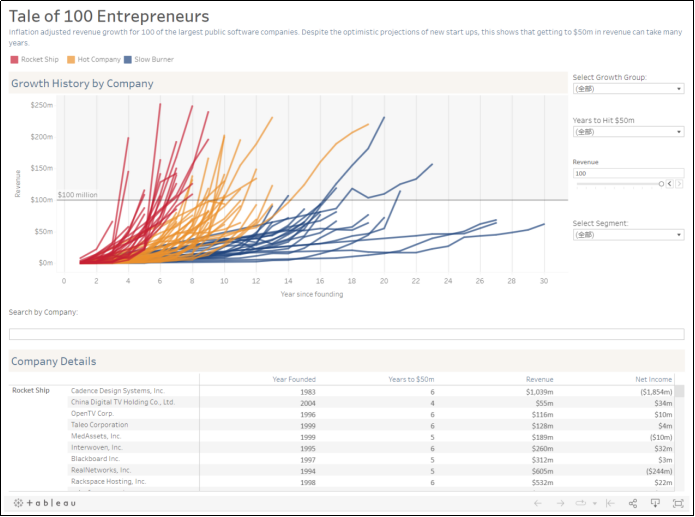 Tale of 100 Entrepreneurs
Inflation adjusted revenue growth for 100 of the largest public software companies. Despite the optimistic projections of new start ups, this shows that getting to $50m in revenue can take many
years.
Rocket Ship Hot Company Slow Burner
Growth History by Company
$250m
$200m
$150m
$100m
$50m
$0m
Revenue
$100 million
0 2 4 6 8 10 12 14 16 18 20 22 24 26 28 30
Year since founding
Select Growth Group:
(全部)
Years to Hit $50m
(全部)
Revenue
100
Select Segment:
(全部)
Search by Company:
Company Details
Year Founded Years to $50m Revenue Net Income
Rocket Ship Cadence Design Systems, Inc. 1983 6 $1,039m ($1,854m)
China Digital TV Holding Co., Ltd. 2004 4 $55m $34m
OpenTV Corp. 1996 6 $116m $10m
Taleo Corporation 1999 6 $128m $4m
MedAssets, Inc. 1999 5 $189m ($10m)
Interwoven, Inc. 1995 6 $260m $32m
Blackboard Inc. 1997 5 $312m $3m
RealNetworks, Inc. 1994 5 $605m ($244m)
Rackspace Hosting, Inc. 1998 6 $532m $22m
+ a b l e a u